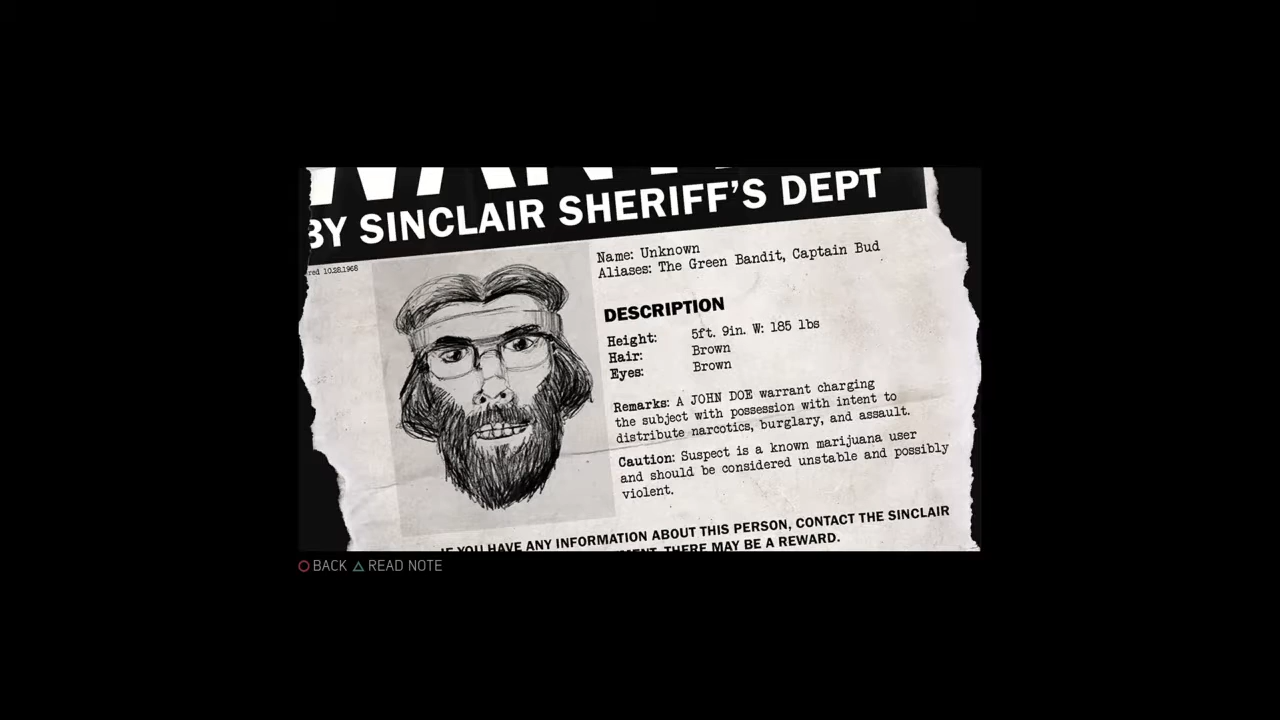 BY SINCLAIR SHERIFF'S DEPT
10.28.1968
Name: Unknown
Aliases: The Green Bandit, Captain Bud
DESCRIPTION
Height: 5ft. 9in. W: 185 lbs
Hair: Brown
Eyes: Brown
Remarks: A JOHN DOE warrant charging
the subject with possession with intent to
distribute narcotics, burglary, and assault.
Caution: Suspect is a known marijuana user
and should be considered unstable and possibly
violent.
IF YOU HAVE ANY INFORMATION ABOUT THIS PERSON, CONTACT THE SINCLAIR
THERE MAY BE A REWARD.
BACK READ NOTE